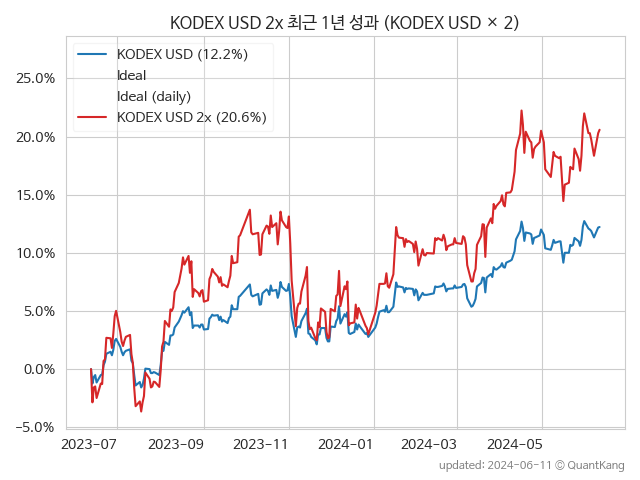 KODEX USD 2x 최근 1년 성과 (KODEX USD × 2)
KODEX USD (12.2%)
Ideal
Ideal (daily)
KODEX USD 2x (20.6%)
25.0%
20.0%
15.0%
10.0%
5.0%
0.0%
−5.0%
2023-07 2023-09 2023-11 2024-01 2024-03 2024-05
updated: 2024-06-11 © QuantKang